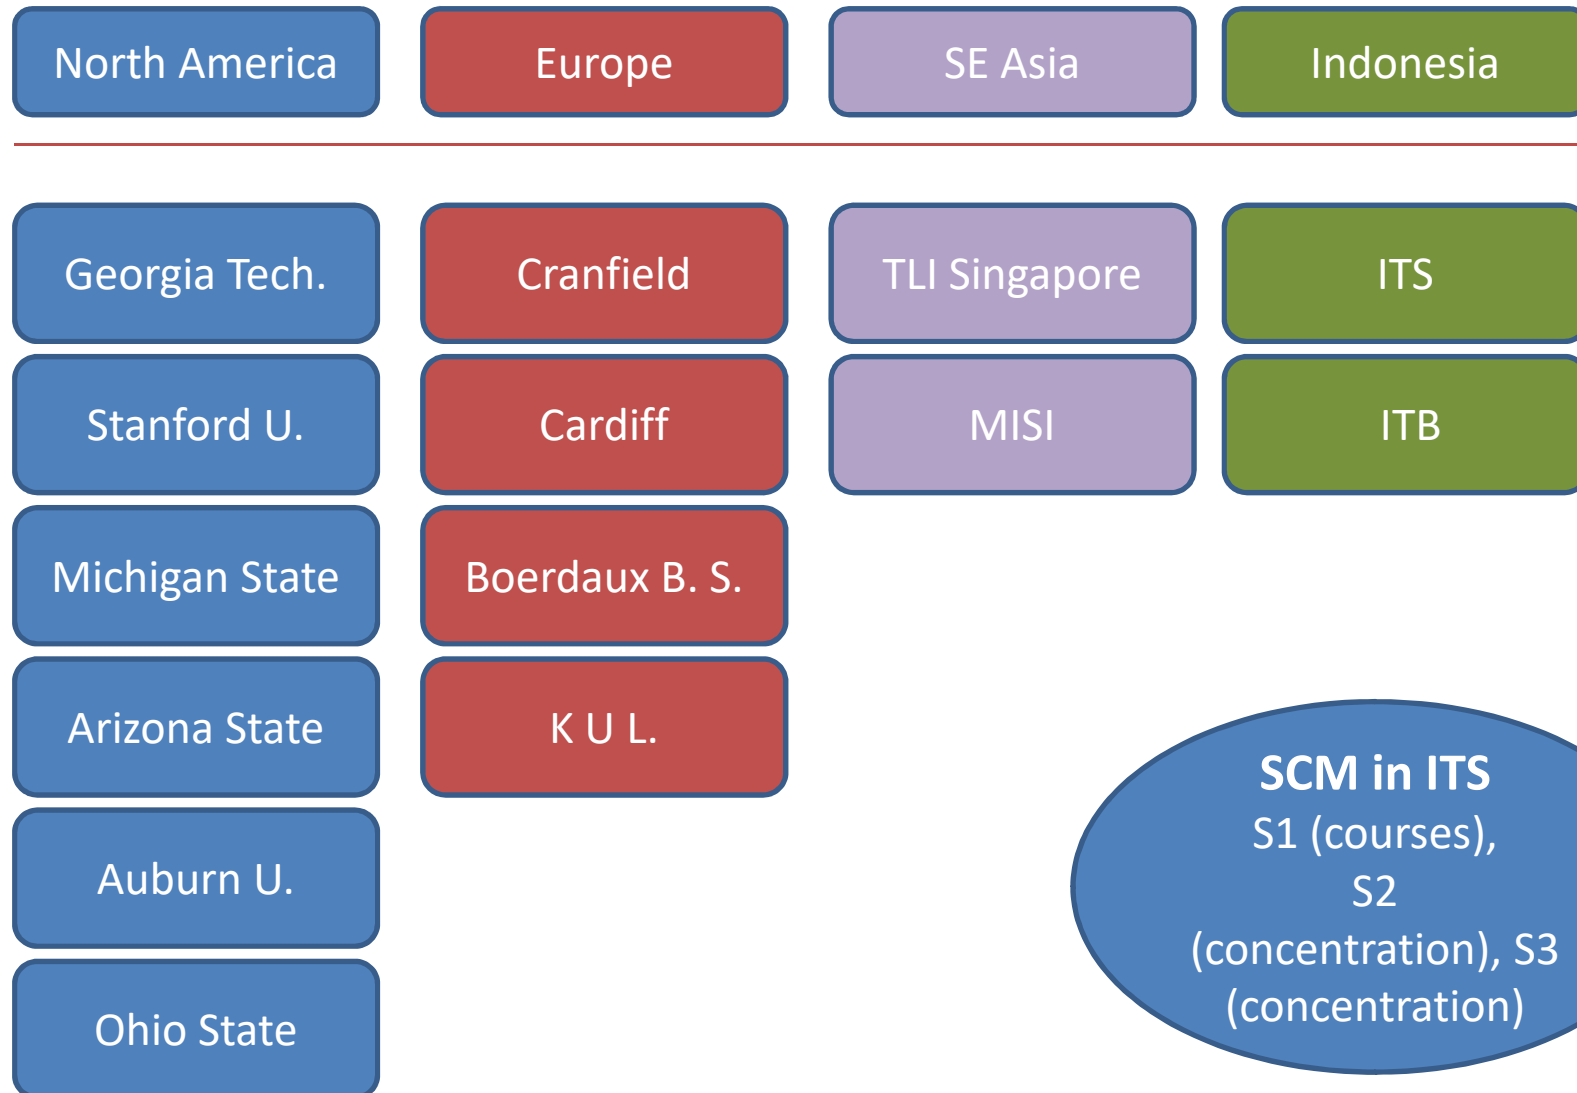 North America
Europe
SE Asia
Indonesia
Georgia Tech.
Cranfield
TLI Singapore
ITS
Stanford U.
Cardiff
MISI
ITB
Michigan State
Boerdaux B. S.
Arizona State
K U L.
Auburn U.
Ohio State
SCM in ITS
S1 (courses),
S2
(concentration), S3
(concentration)